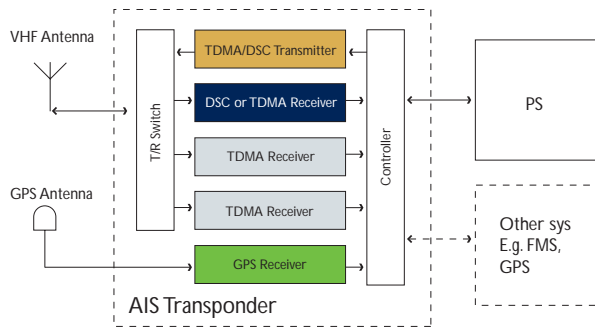 VHF Antenna
TDMA/DSC Transmitter
DSC or TDMA Receiver
T/R Switch
TDMA Receiver
Controller
PS
GPS Antenna
TDMA Receiver
GPS Receiver
Other sys
E.g. FMS,
GPS
AIS Transponder